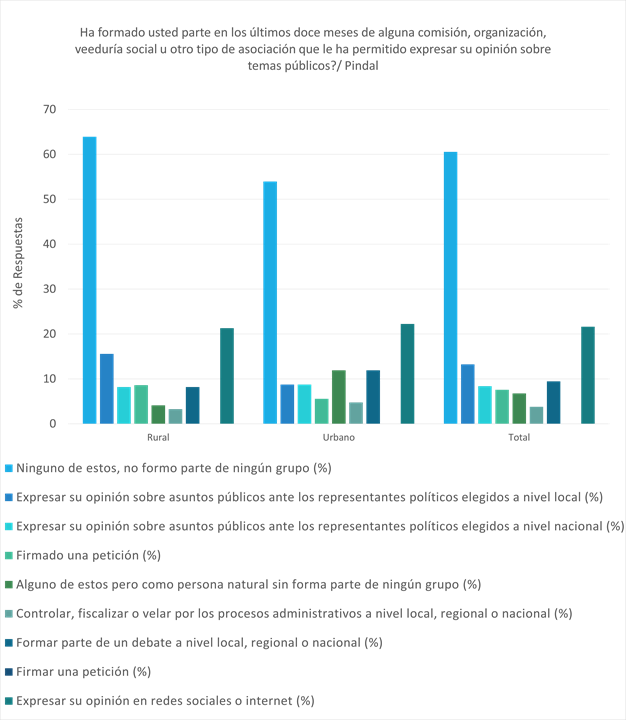 Ha formado usted parte en los últimos doce meses de alguna comisión, organización,
veeduría social u otro tipo de asociación que le ha permitido expresar su opinión sobre
temas públicos?/ Pindal
% de Respuestas
70
60
50
40
30
20
10
0
Rural Urbano Total
Ninguno de estos, no formo parte de ningún grupo (%)
Expresar su opinión sobre asuntos públicos ante los representantes políticos elegidos a nivel local (%)
Expresar su opinión sobre asuntos públicos ante los representantes políticos elegidos a nivel nacional (%)
Firmado una petición (%)
Alguno de estos pero como persona natural sin forma parte de ningún grupo (%)
Controlar, fiscalizar o velar por los procesos administrativos a nivel local, regional o nacional (%)
Formar parte de un debate a nivel local, regional o nacional (%)
Firmar una petición (%)
Expresar su opinión en redes sociales o internet (%)